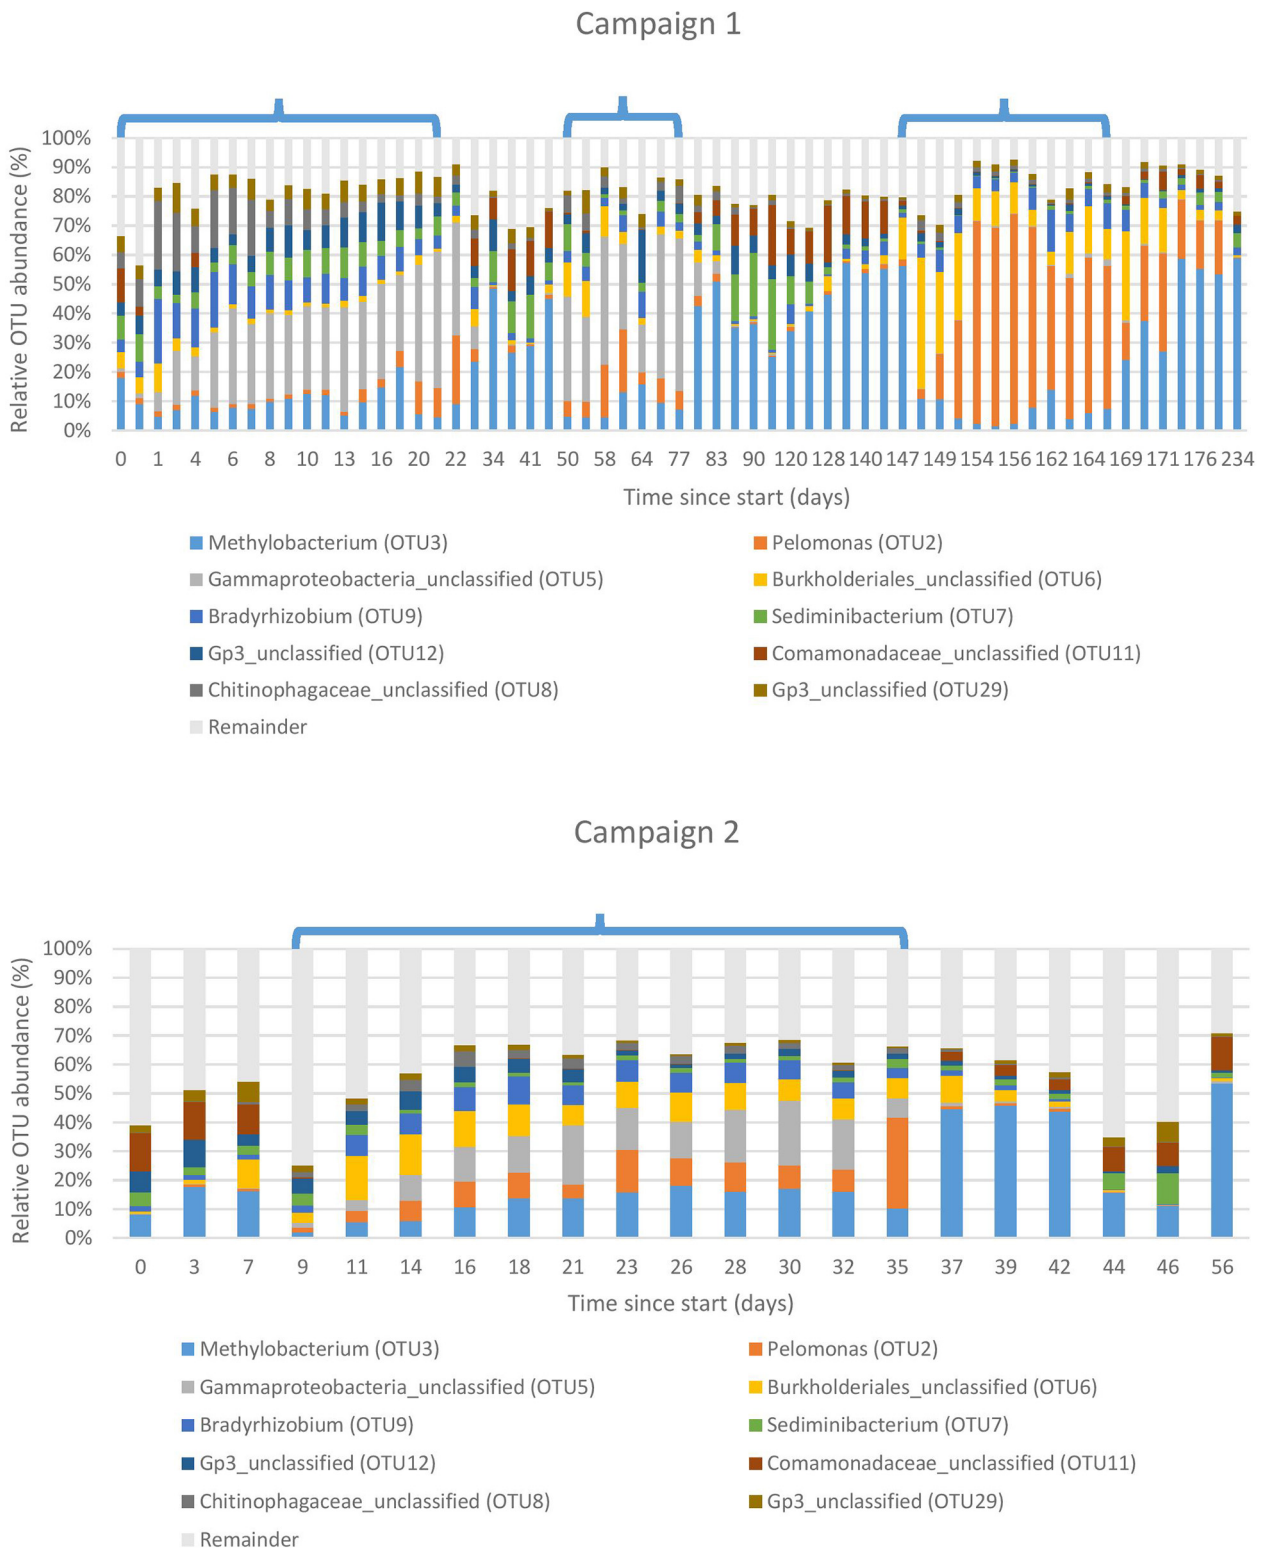 Campaign 1
100%
90%
80%
70%
60%
50%
40%
30%
20%
10%
0%
Relative OTU abundance (%)
0 1 4 6 8 10 13 16 20 22 34 41 50 58 64 77 83 90 120 128 140 147 149 154 156 162 164 169 171 176 234
Time since start (days)
Methylobacterium (OTU3) Pelomonas (OTU2)
Gammaproteobacteria_unclassified (OTU5) Burkholderiales_unclassified (OTU6)
Bradyrhizobium (OTU9) Sediminibacterium (OTU7)
Gp3_unclassified (OTU12) Comamonadaceae_unclassified (OTU11)
Chitinophagaceae_unclassified (OTU8) Gp3_unclassified (OTU29)
Remainder
Campaign 2
100%
90%
80%
70%
60%
50%
40%
30%
20%
10%
0%
Relative OTU abundance (%)
0 3 7 9 11 14 16 18 21 23 26 28 30 32 35 37 39 42 44 46 56
Time since start (days)
Methylobacterium (OTU3) Pelomonas (OTU2)
Gammaproteobacteria_unclassified (OTU5) Burkholderiales_unclassified (OTU6)
Bradyrhizobium (OTU9) Sediminibacterium (OTU7)
Gp3_unclassified (OTU12) Comamonadaceae_unclassified (OTU11)
Chitinophagaceae_unclassified (OTU8) Gp3_unclassified (OTU29)
Remainder